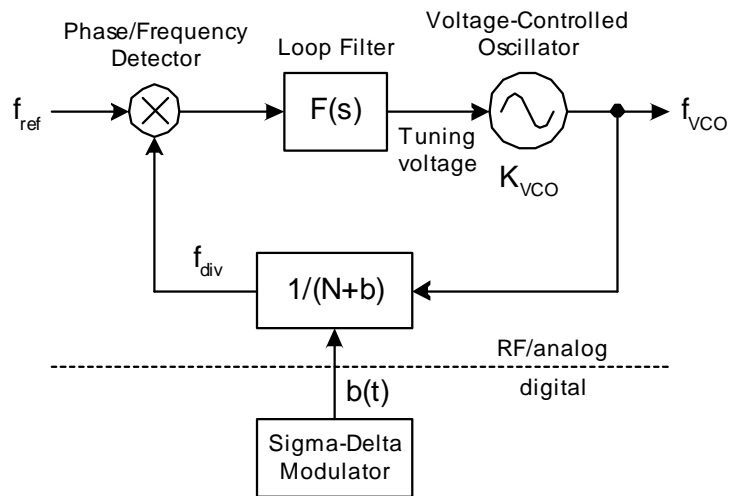 Phase/Frequency
Detector
Loop Filter
Voltage-Controlled
Oscillator
f_ref
F(s)
f_VCO
Tuning
voltage
K_VCO
f_div
1/(N+b)
RF/analog
digital
b(t)
Sigma-Delta
Modulator